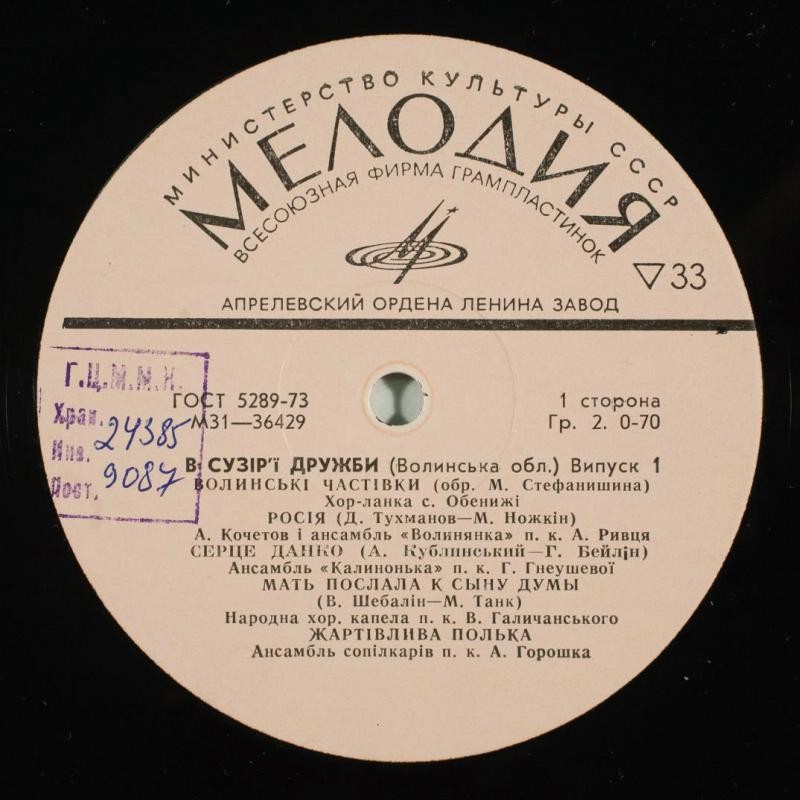 МИНИСТЕРСТВО КУЛЬТУРЫ СССР
МЕЛОДИЯ
ВСЕСОЮЗНАЯ ФИРМА ГРАМПЛАСТИНОК
33
АПРЕЛЕВСКИЙ ОРДЕНА ЛЕНИНА ЗАВОД
Г.Ц.М.М.К.
Хран.
Инв. 24385
Пост. 9087
ГОСТ 5289-73
М31—36429
1 сторона
Гр. 2. 0-70
В СУЗІР'Ї ДРУЖБИ (Волинська обл.) Випуск 1
ВОЛИНСЬКІ ЧАСТІВКИ (обр. М. Стефанишина)
Хор-ланка с. Обенижі
РОСІЯ (Д. Тухманов—М. Ножкін)
А. Кочетов і ансамбль «Волинянка» п. к. А. Ривця
СЕРЦЕ ДАНКО (А. Кублинський—Г. Бейлін)
Ансамбль «Калинонька» п. к. Г. Гнеушевої
МАТЬ ПОСЛАЛА К СЫНУ ДУМЫ
(В. Шебалін—М. Танк)
Народна хор. капела п. к. В. Галичанського
ЖАРТІВЛИВА ПОЛЬКА
Ансамбль сопілкарів п. к. А. Горошка